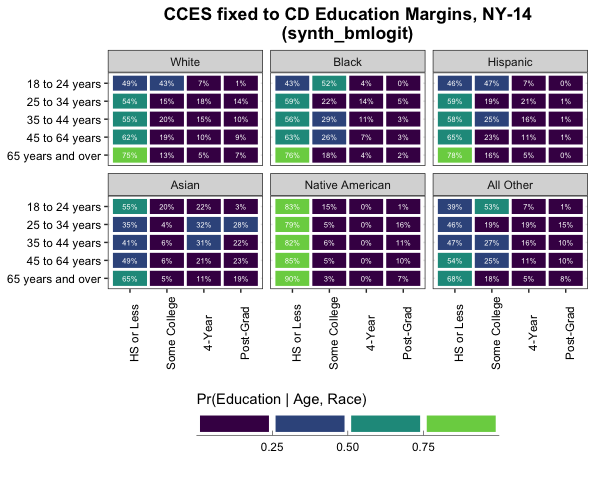 CCES fixed to CD Education Margins, NY-14
(synth_bmlogit)
White Black Hispanic
18 to 24 years 49% 43% 7% 1% 43% 52% 4% 0% 46% 47% 7% 0%
25 to 34 years 54% 15% 18% 14% 59% 22% 14% 5% 59% 19% 21% 1%
35 to 44 years 55% 20% 15% 10% 56% 29% 11% 3% 58% 25% 16% 1%
45 to 64 years 62% 19% 10% 9% 63% 26% 7% 3% 65% 23% 11% 1%
65 years and over 75% 13% 5% 7% 76% 18% 4% 2% 78% 16% 5% 0%
Asian Native American All Other
18 to 24 years 55% 20% 22% 3% 83% 15% 0% 1% 39% 53% 7% 1%
25 to 34 years 35% 4% 32% 28% 79% 5% 0% 16% 46% 19% 19% 15%
35 to 44 years 41% 6% 31% 22% 82% 6% 0% 11% 47% 27% 16% 10%
45 to 64 years 49% 6% 21% 23% 85% 5% 0% 10% 54% 25% 11% 10%
65 years and over 65% 5% 11% 19% 90% 3% 0% 7% 68% 18% 5% 8%
HS or Less Some College 4-Year Post-Grad HS or Less Some College 4-Year Post-Grad HS or Less Some College 4-Year Post-Grad
Pr(Education | Age, Race)
0.25 0.50 0.75